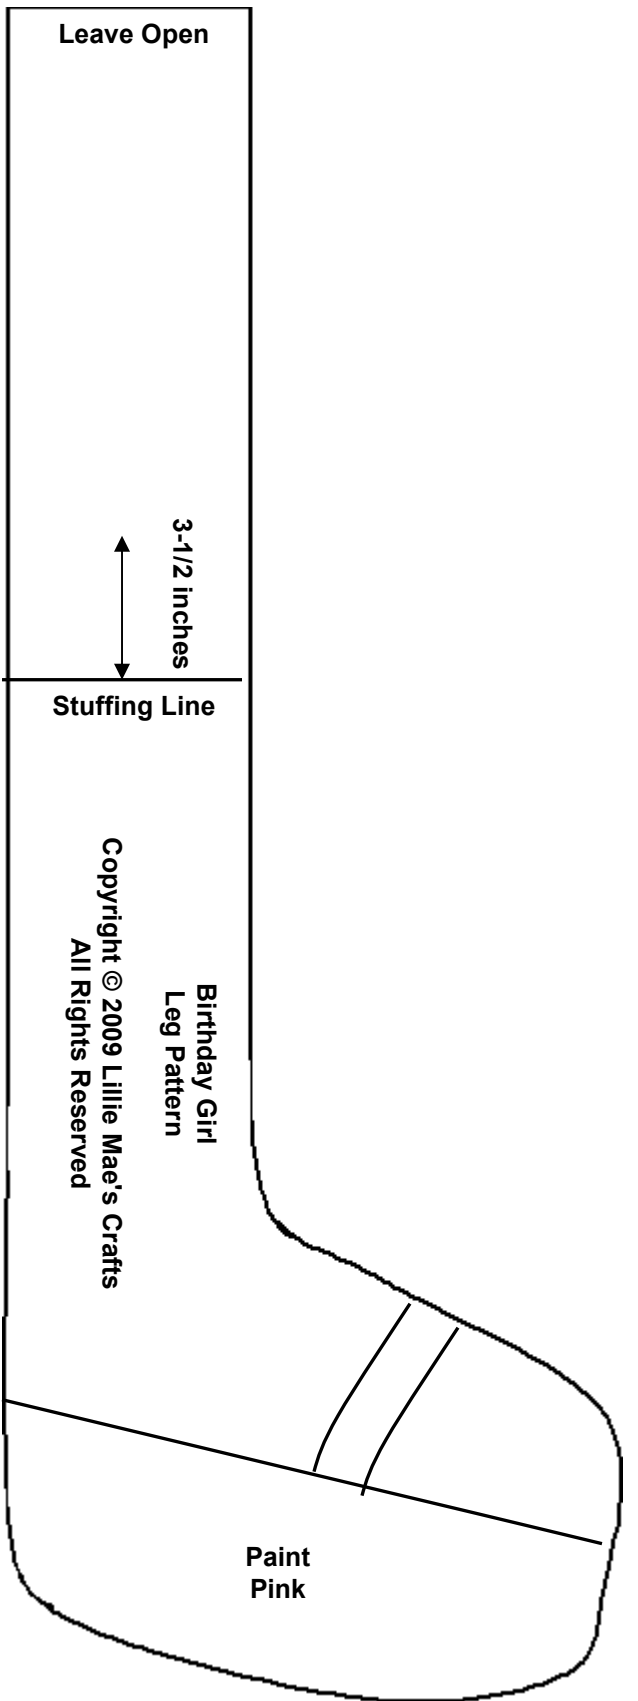 Leave Open
3-1/2 inches
Stuffing Line
Birthday Girl
Leg Pattern
Copyright © 2009 Lillie Mae's Crafts
All Rights Reserved
Paint
Pink